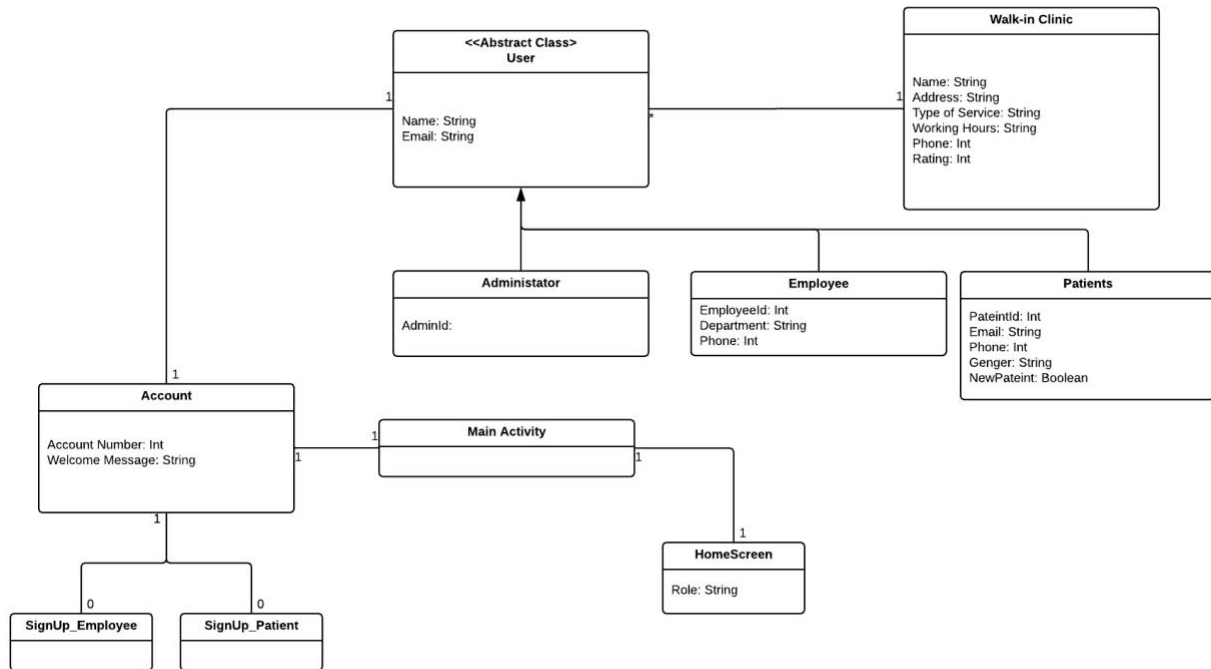 <<Abstract Class>
User
Name: String
Email: String
1
*
1
Walk-in Clinic
Name: String
Address: String
Type of Service: String
Working Hours: String
Phone: Int
Rating: Int
Administator
AdminId:
Employee
EmployeeId: Int
Department: String
Phone: Int
Patients
PateintId: Int
Email: String
Phone: Int
Genger: String
NewPateint: Boolean
1
Account
Account Number: Int
Welcome Message: String
1
1
Main Activity
1
1
HomeScreen
Role: String
1
0
0
SignUp_Employee
SignUp_Patient